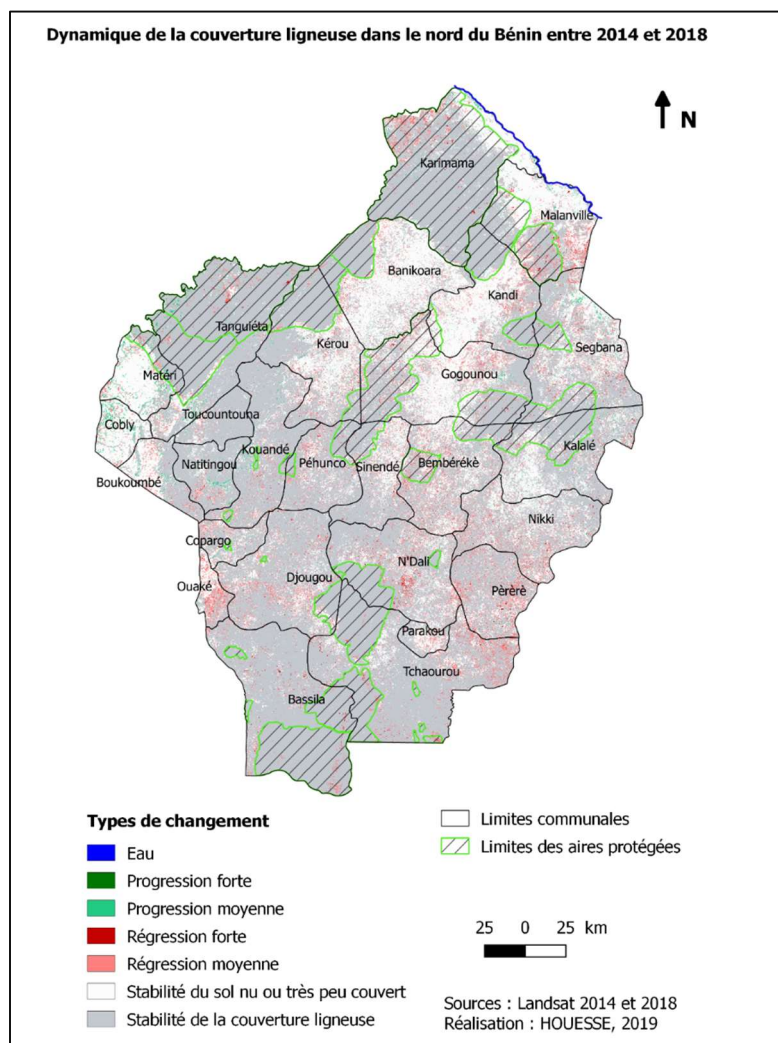 Dynamique de la couverture ligneuse dans le nord du Bénin entre 2014 et 2018
N
Karimama
Malanville
Banikoara
Kandi
Tanguiéta
Kérou
Segbana
Matéri
Gogounou
Toucountouna
Cobly
Kalalé
Kouandé
Natitingou
Péhunco
Sinendé
Bembérékè
Boukoumbé
Nikki
Copargo
N'Dali
Djougou
Ouaké
Pèrèrè
Parakou
Tchaourou
Bassila
Types de changement
Eau
Progression forte
Progression moyenne
Régression forte
Régression moyenne
Stabilité du sol nu ou très peu couvert
Stabilité de la couverture ligneuse
Limites communales
Limites des aires protégées
25 0 25 km
Sources : Landsat 2014 et 2018
Réalisation : HOUESSE, 2019